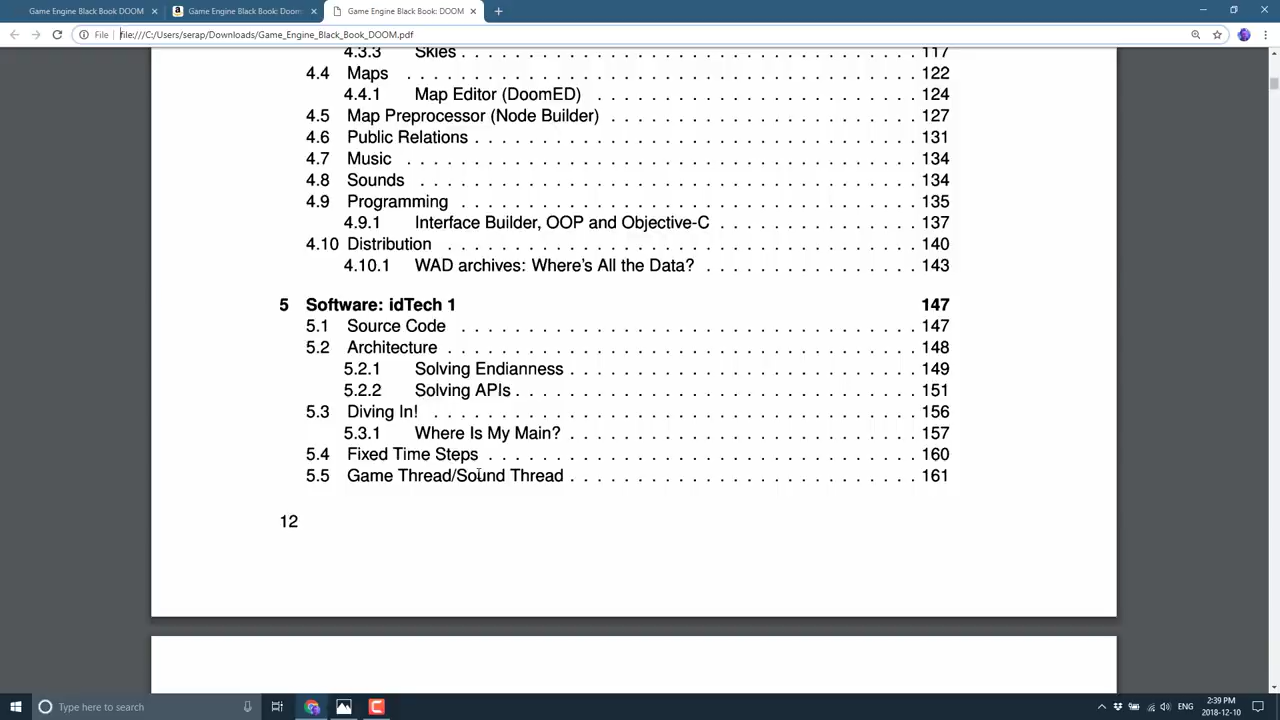 Game Engine Black Book: DOOM
Game Engine Black Book: Doom
Game Engine Black Book: DOOM
File file:///C:/Users/serap/Downloads/Game_Engine_Black_Book_DOOM.pdf
4.3.3 Skies . . . . . . . . . . . . . . . . . . . . . . . . . . . . . . . . . . 117
4.4 Maps . . . . . . . . . . . . . . . . . . . . . . . . . . . . . . . . . . . . . . 122
4.4.1 Map Editor (DoomED) . . . . . . . . . . . . . . . . . . . . . . . . 124
4.5 Map Preprocessor (Node Builder) . . . . . . . . . . . . . . . . . . . . . . . 127
4.6 Public Relations . . . . . . . . . . . . . . . . . . . . . . . . . . . . . . . . . 131
4.7 Music . . . . . . . . . . . . . . . . . . . . . . . . . . . . . . . . . . . . . . 134
4.8 Sounds . . . . . . . . . . . . . . . . . . . . . . . . . . . . . . . . . . . . . 134
4.9 Programming . . . . . . . . . . . . . . . . . . . . . . . . . . . . . . . . . . 135
4.9.1 Interface Builder, OOP and Objective-C . . . . . . . . . . . . . . . 137
4.10 Distribution . . . . . . . . . . . . . . . . . . . . . . . . . . . . . . . . . . . 140
4.10.1 WAD archives: Where's All the Data? . . . . . . . . . . . . . . . . 143
5 Software: idTech 1 147
5.1 Source Code . . . . . . . . . . . . . . . . . . . . . . . . . . . . . . . . . . 147
5.2 Architecture . . . . . . . . . . . . . . . . . . . . . . . . . . . . . . . . . . . 148
5.2.1 Solving Endianness . . . . . . . . . . . . . . . . . . . . . . . . . . 149
5.2.2 Solving APIs . . . . . . . . . . . . . . . . . . . . . . . . . . . . . . 151
5.3 Diving In! . . . . . . . . . . . . . . . . . . . . . . . . . . . . . . . . . . . . 156
5.3.1 Where Is My Main? . . . . . . . . . . . . . . . . . . . . . . . . . . 157
5.4 Fixed Time Steps . . . . . . . . . . . . . . . . . . . . . . . . . . . . . . . . 160
5.5 Game Thread/Sound Thread . . . . . . . . . . . . . . . . . . . . . . . . . . 161
12
Type here to search
ENG
2:39 PM
2018-12-10